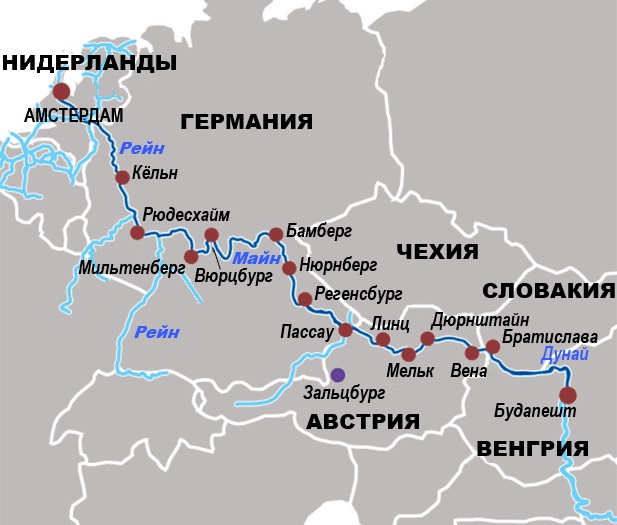 НИДЕРЛАНДЫ
АМСТЕРДАМ
ГЕРМАНИЯ
Рейн
Кёльн
Рюдесхайм
Бамберг
ЧЕХИЯ
Мильтенберг
Майн
Нюрнберг
Вюрцбург
СЛОВАКИЯ
Регенсбург
Рейн
Пассау
Линц
Дюрнштайн
Братислава
Дунай
Мельк
Вена
Зальцбург
АВСТРИЯ
Будапешт
ВЕНГРИЯ